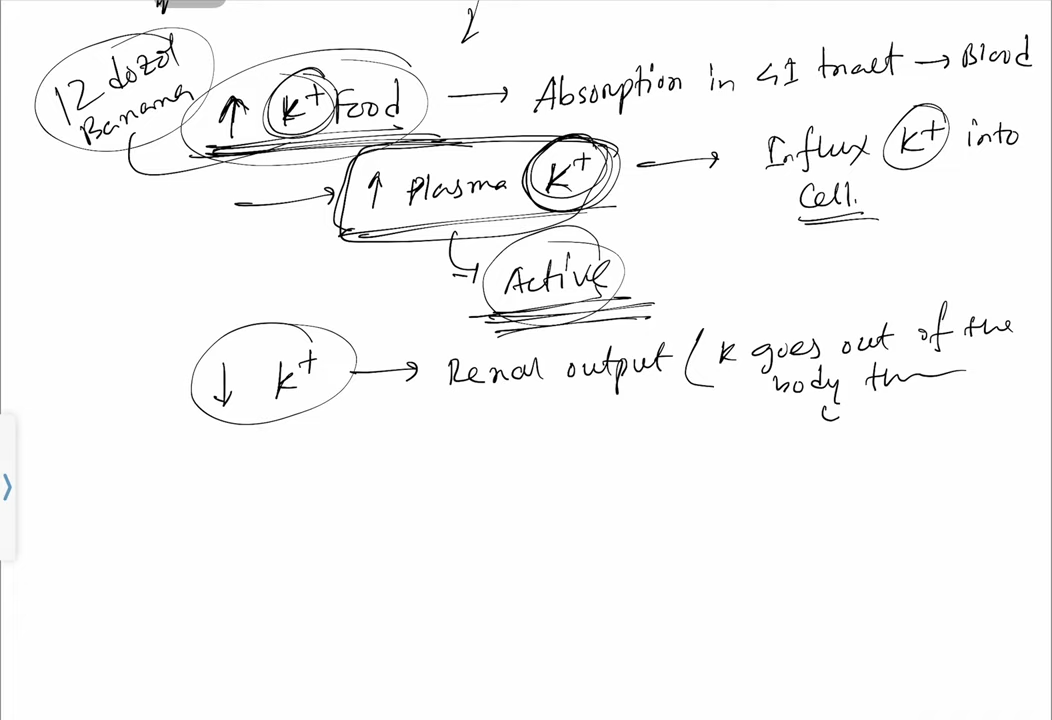 12 dozon
Banana
↑ K+ Food → Absorption in GI tract → Blood
→ ↑ Plasma K+ → Influx K+ into
Cell.
Active
↓ K+ → Renal output ( K goes out of the
body